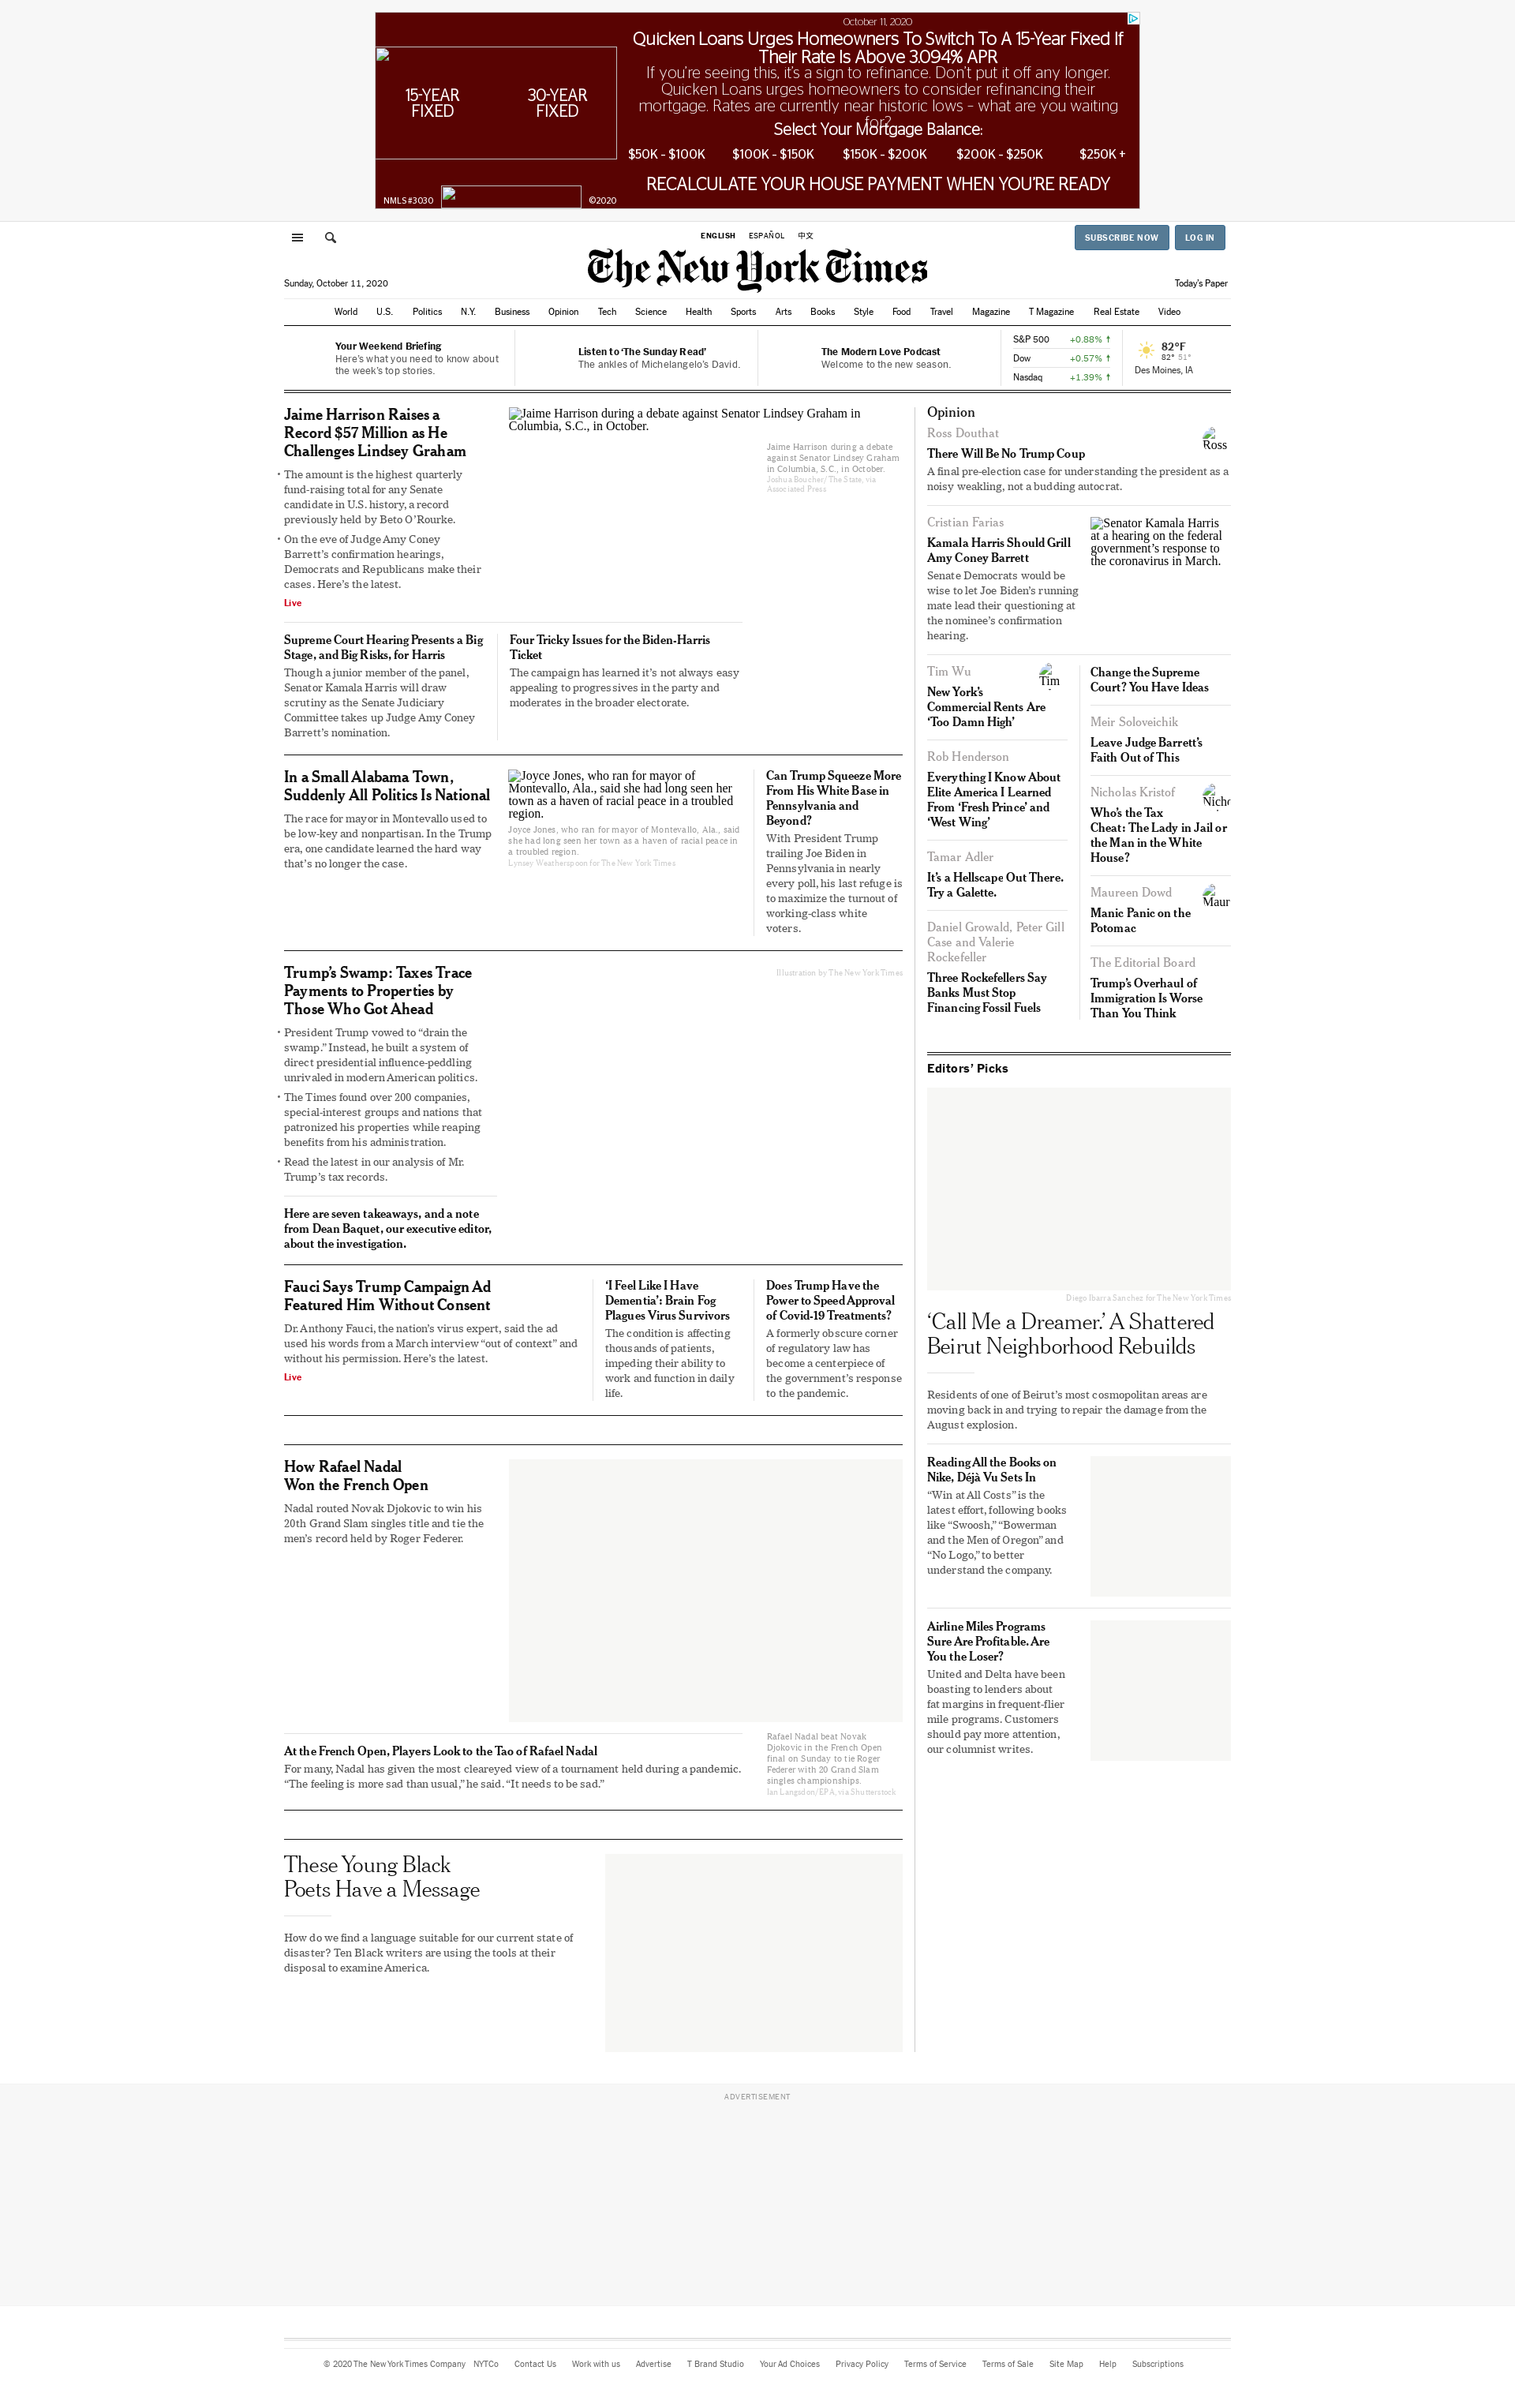 October 11, 2020
Quicken Loans Urges Homeowners To Switch To A 15-Year Fixed If
Their Rate Is Above 3.094% APR
If you're seeing this, it's a sign to refinance. Don't put it off any longer.
Quicken Loans urges homeowners to consider refinancing their
mortgage. Rates are currently near historic lows – what are you waiting
for?
15-YEAR
FIXED
30-YEAR
FIXED
Select Your Mortgage Balance:
$50K - $100K
$100K - $150K
$150K - $200K
$200K - $250K
$250K +
RECALCULATE YOUR HOUSE PAYMENT WHEN YOU'RE READY
NMLS#3030
©2020
ENGLISH
ESPAÑOL
中文
SUBSCRIBE NOW
LOG IN
The New York Times
Sunday, October 11, 2020
Today's Paper
World
U.S.
Politics
N.Y.
Business
Opinion
Tech
Science
Health
Sports
Arts
Books
Style
Food
Travel
Magazine
T Magazine
Real Estate
Video
Your Weekend Briefing
Here's what you need to know about
the week's top stories.
Listen to ‘The Sunday Read’
The ankles of Michelangelo's David.
The Modern Love Podcast
Welcome to the new season.
S&P 500 +0.88% ↑
Dow +0.57% ↑
Nasdaq +1.39% ↑
82°F
82° 51°
Des Moines, IA
Jaime Harrison Raises a
Record $57 Million as He
Challenges Lindsey Graham
• The amount is the highest quarterly
fund-raising total for any Senate
candidate in U.S. history, a record
previously held by Beto O’Rourke.
• On the eve of Judge Amy Coney
Barrett’s confirmation hearings,
Democrats and Republicans make their
cases. Here’s the latest.
Live
Jaime Harrison during a debate against Senator Lindsey Graham in
Columbia, S.C., in October.
Jaime Harrison during a debate
against Senator Lindsey Graham
in Columbia, S.C., in October.
Joshua Boucher/The State, via
Associated Press
Supreme Court Hearing Presents a Big
Stage, and Big Risks, for Harris
Though a junior member of the panel,
Senator Kamala Harris will draw
scrutiny as the Senate Judiciary
Committee takes up Judge Amy Coney
Barrett’s nomination.
Four Tricky Issues for the Biden-Harris
Ticket
The campaign has learned it’s not always easy
appealing to progressives in the party and
moderates in the broader electorate.
In a Small Alabama Town,
Suddenly All Politics Is National
The race for mayor in Montevallo used to
be low-key and nonpartisan. In the Trump
era, one candidate learned the hard way
that’s no longer the case.
Joyce Jones, who ran for mayor of
Montevallo, Ala., said she had long seen her
town as a haven of racial peace in a troubled
region.
Joyce Jones, who ran for mayor of Montevallo, Ala., said
she had long seen her town as a haven of racial peace in
a troubled region.
Lynsey Weatherspoon for The New York Times
Can Trump Squeeze More
From His White Base in
Pennsylvania and
Beyond?
With President Trump
trailing Joe Biden in
Pennsylvania in nearly
every poll, his last refuge is
to maximize the turnout of
working-class white
voters.
Trump’s Swamp: Taxes Trace
Payments to Properties by
Those Who Got Ahead
• President Trump vowed to “drain the
swamp.” Instead, he built a system of
direct presidential influence-peddling
unrivaled in modern American politics.
• The Times found over 200 companies,
special-interest groups and nations that
patronized his properties while reaping
benefits from his administration.
• Read the latest in our analysis of Mr.
Trump’s tax records.
Illustration by The New York Times
Here are seven takeaways, and a note
from Dean Baquet, our executive editor,
about the investigation.
Fauci Says Trump Campaign Ad
Featured Him Without Consent
Dr. Anthony Fauci, the nation’s virus expert, said the ad
used his words from a March interview “out of context” and
without his permission. Here’s the latest.
Live
‘I Feel Like I Have
Dementia’: Brain Fog
Plagues Virus Survivors
The condition is affecting
thousands of patients,
impeding their ability to
work and function in daily
life.
Does Trump Have the
Power to Speed Approval
of Covid-19 Treatments?
A formerly obscure corner
of regulatory law has
become a centerpiece of
the government’s response
to the pandemic.
How Rafael Nadal
Won the French Open
Nadal routed Novak Djokovic to win his
20th Grand Slam singles title and tie the
men’s record held by Roger Federer.
At the French Open, Players Look to the Tao of Rafael Nadal
For many, Nadal has given the most cleareyed view of a tournament held during a pandemic.
“The feeling is more sad than usual,” he said. “It needs to be sad.”
Rafael Nadal beat Novak
Djokovic in the French Open
final on Sunday to tie Roger
Federer with 20 Grand Slam
singles championships.
Ian Langsdon/EPA, via Shutterstock
These Young Black
Poets Have a Message
How do we find a language suitable for our current state of
disaster? Ten Black writers are using the tools at their
disposal to examine America.
Opinion
Ross Douthat
Ross
There Will Be No Trump Coup
A final pre-election case for understanding the president as a
noisy weakling, not a budding autocrat.
Cristian Farias
Kamala Harris Should Grill
Amy Coney Barrett
Senate Democrats would be
wise to let Joe Biden’s running
mate lead their questioning at
the nominee’s confirmation
hearing.
Senator Kamala Harris
at a hearing on the federal
government’s response to
the coronavirus in March.
Tim Wu
Tim
New York’s
Commercial Rents Are
‘Too Damn High’
Rob Henderson
Everything I Know About
Elite America I Learned
From ‘Fresh Prince’ and
‘West Wing’
Tamar Adler
It’s a Hellscape Out There.
Try a Galette.
Daniel Growald, Peter Gill
Case and Valerie
Rockefeller
Three Rockefellers Say
Banks Must Stop
Financing Fossil Fuels
Change the Supreme
Court? You Have Ideas
Meir Soloveichik
Leave Judge Barrett’s
Faith Out of This
Nicholas Kristof
Nicho
Who’s the Tax
Cheat: The Lady in Jail or
the Man in the White
House?
Maureen Dowd
Maur
Manic Panic on the
Potomac
The Editorial Board
Trump’s Overhaul of
Immigration Is Worse
Than You Think
Editors’ Picks
Diego Ibarra Sanchez for The New York Times
‘Call Me a Dreamer.’ A Shattered
Beirut Neighborhood Rebuilds
Residents of one of Beirut’s most cosmopolitan areas are
moving back in and trying to repair the damage from the
August explosion.
Reading All the Books on
Nike, Déjà Vu Sets In
“Win at All Costs” is the
latest effort, following books
like “Swoosh,” “Bowerman
and the Men of Oregon” and
“No Logo,” to better
understand the company.
Airline Miles Programs
Sure Are Profitable. Are
You the Loser?
United and Delta have been
boasting to lenders about
fat margins in frequent-flier
mile programs. Customers
should pay more attention,
our columnist writes.
ADVERTISEMENT
© 2020 The New York Times Company
NYTCo
Contact Us
Work with us
Advertise
T Brand Studio
Your Ad Choices
Privacy Policy
Terms of Service
Terms of Sale
Site Map
Help
Subscriptions